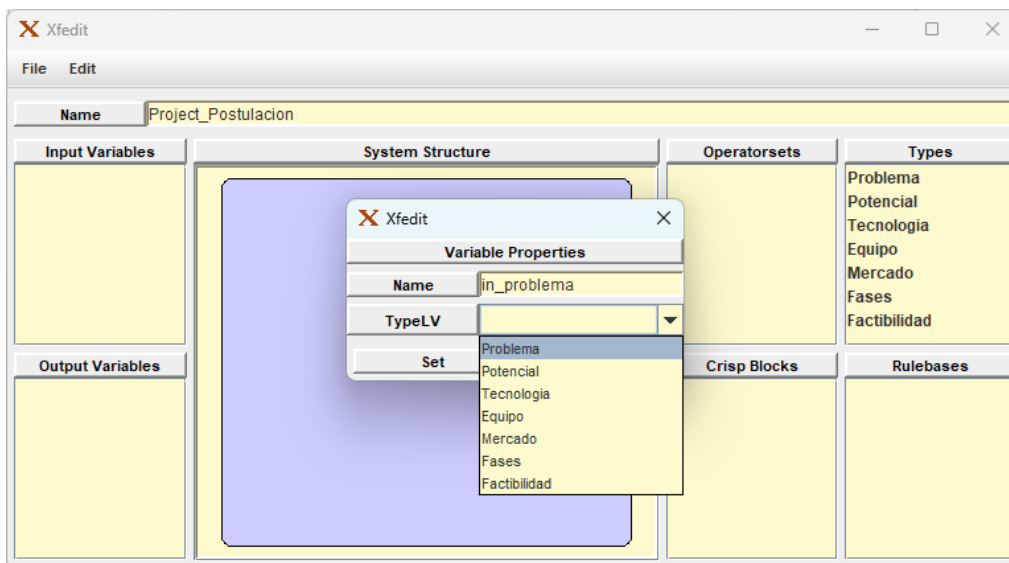 Xfedit
File Edit
Name Project_Postulacion
Input Variables System Structure Operatorsets Types
Problema
Potencial
Tecnologia
Equipo
Mercado
Fases
Factibilidad
Xfedit
Variable Properties
Name in_problema
TypeLV
Set
Problema
Potencial
Tecnologia
Equipo
Mercado
Fases
Factibilidad
Output Variables Crisp Blocks Rulebases